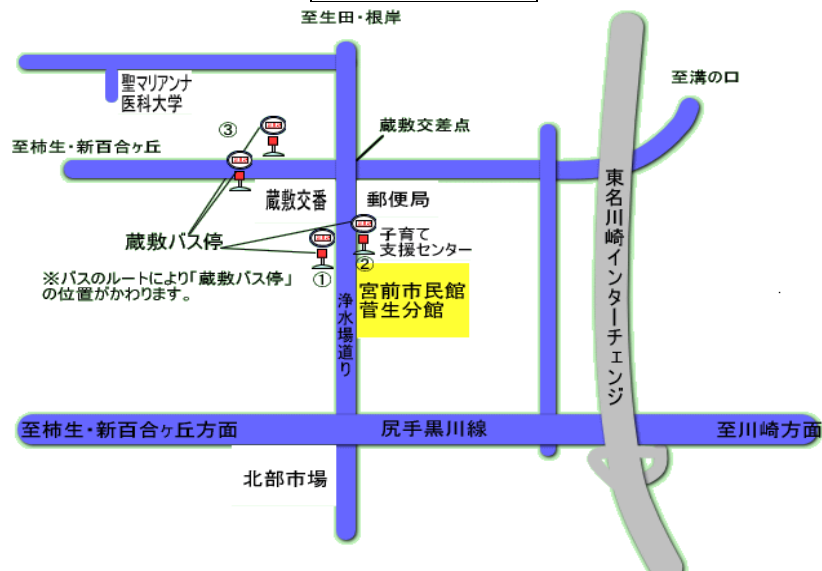 至生田・根岸
聖マリアンナ
医科大学
至溝の口
③
蔵敷交差点
至柿生・新百合ヶ丘
蔵敷交番
郵便局
東名川崎インターチェンジ
蔵敷バス停
子育て
支援センター
①
②
※バスのルートにより「蔵敷バス停」
の位置がかわります。
宮前市民館
菅生分館
浄水場道り
至柿生・新百合ヶ丘方面
尻手黒川線
至川崎方面
北部市場